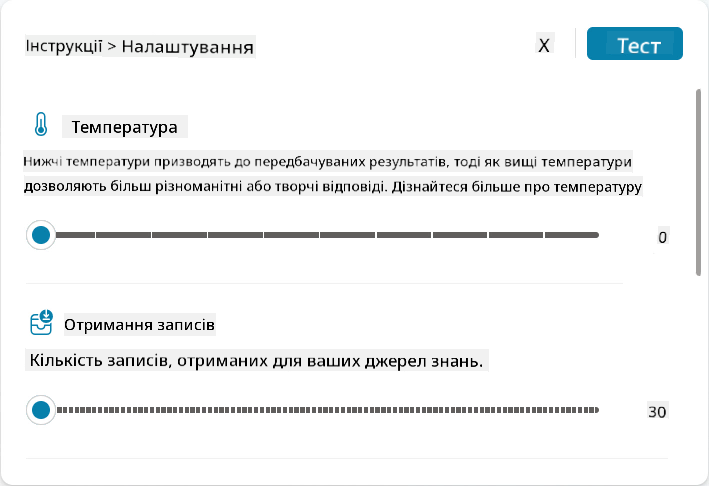 Інструкції > Налаштування
X
Тест
Температура
Нижчі температури призводять до передбачуваних результатів, тоді як вищі температури
дозволяють більш різноманітні або творчі відповіді. Дізнайтеся більше про температуру
0
Отримання записів
Кількість записів, отриманих для ваших джерел знань.
30